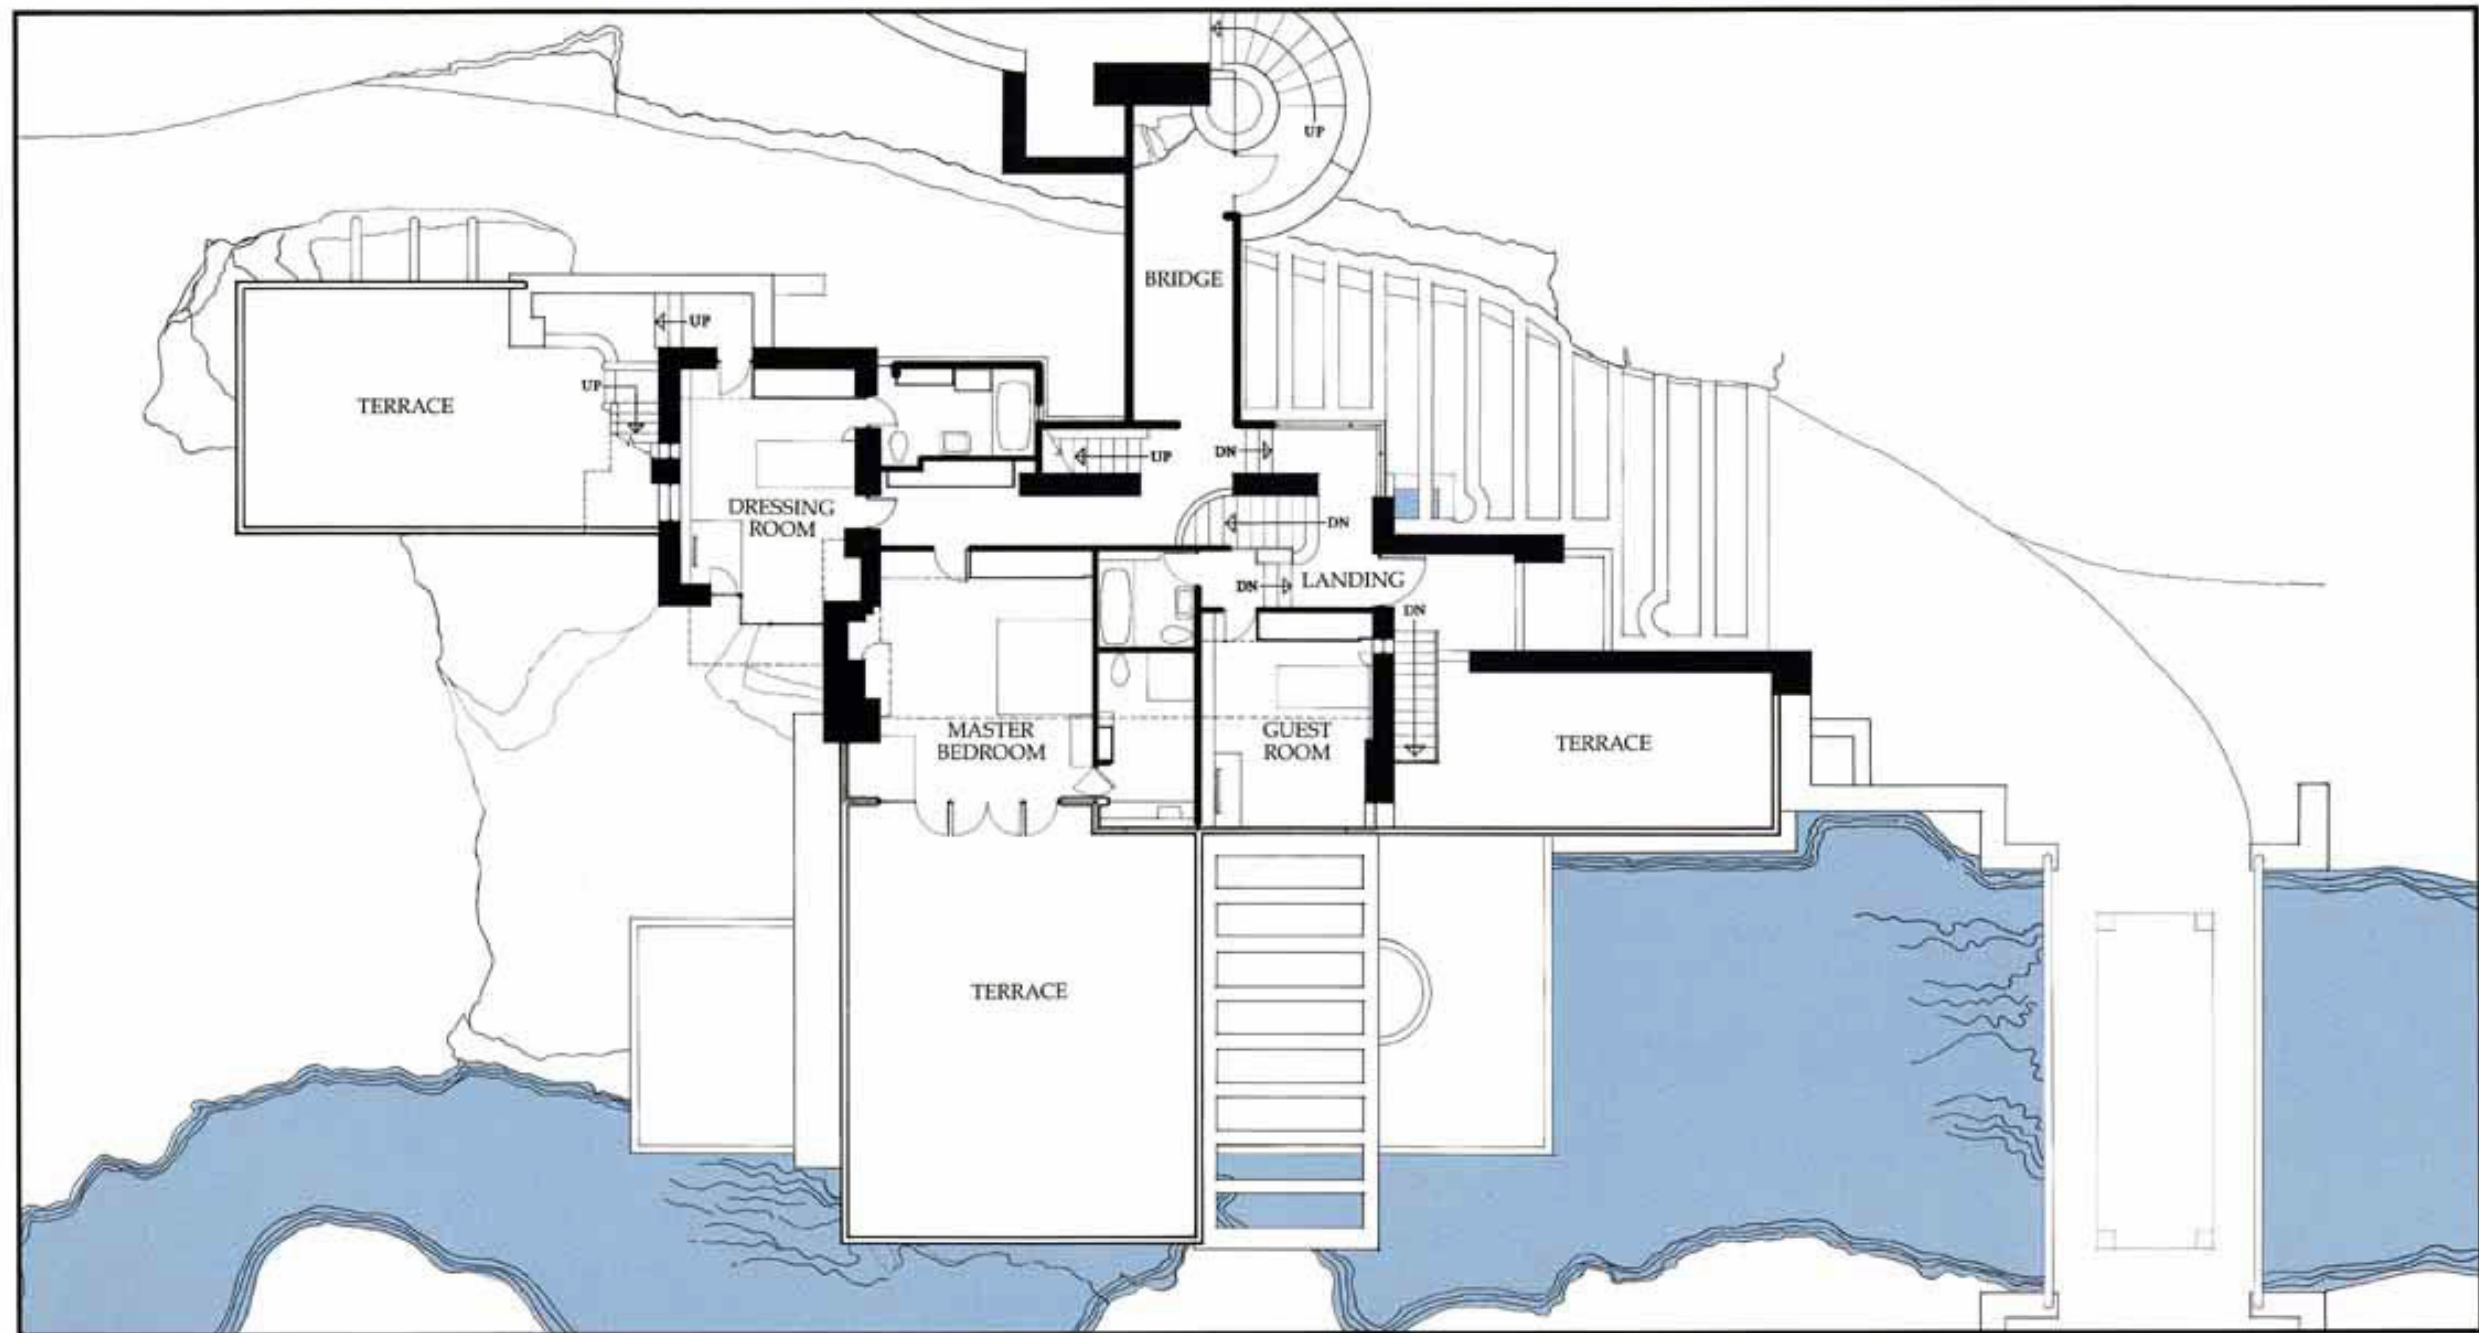 UP
BRIDGE
UP
TERRACE
UP
UP
DN
DRESSING
ROOM
DN
DN
LANDING
DN
MASTER
BEDROOM
GUEST
ROOM
TERRACE
TERRACE